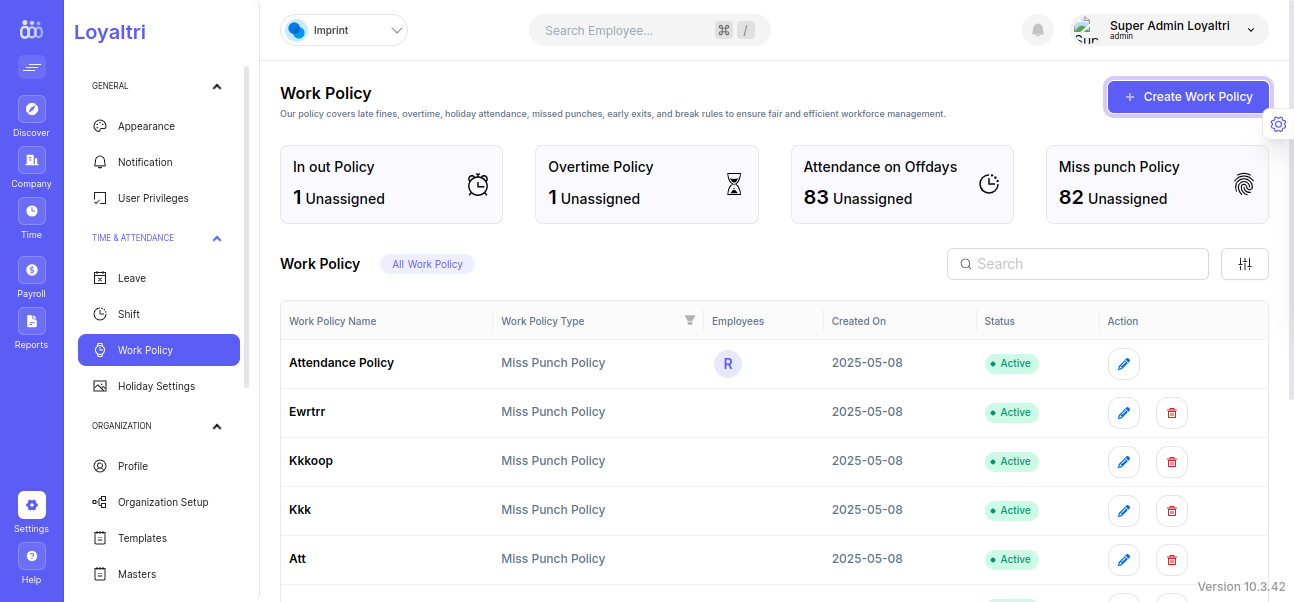 Loyaltri
Imprint
Search Employee...
⌘ /
Super Admin Loyaltri
admin
Discover
Company
Time
Payroll
Reports
Settings
Help
GENERAL
Appearance
Notification
User Privileges
TIME & ATTENDANCE
Leave
Shift
Work Policy
Holiday Settings
ORGANIZATION
Profile
Organization Setup
Templates
Masters
Work Policy
Our policy covers late fines, overtime, holiday attendance, missed punches, early exits, and break rules to ensure fair and efficient workforce management.
+ Create Work Policy
In out Policy
1 Unassigned
Overtime Policy
1 Unassigned
Attendance on Offdays
83 Unassigned
Miss punch Policy
82 Unassigned
Work Policy All Work Policy Search
Work Policy Name Work Policy Type Employees Created On Status Action
Attendance Policy Miss Punch Policy R 2025-05-08 Active
Ewrtrr Miss Punch Policy 2025-05-08 Active
Kkkoop Miss Punch Policy 2025-05-08 Active
Kkk Miss Punch Policy 2025-05-08 Active
Att Miss Punch Policy 2025-05-08 Active
Version 10.3.42